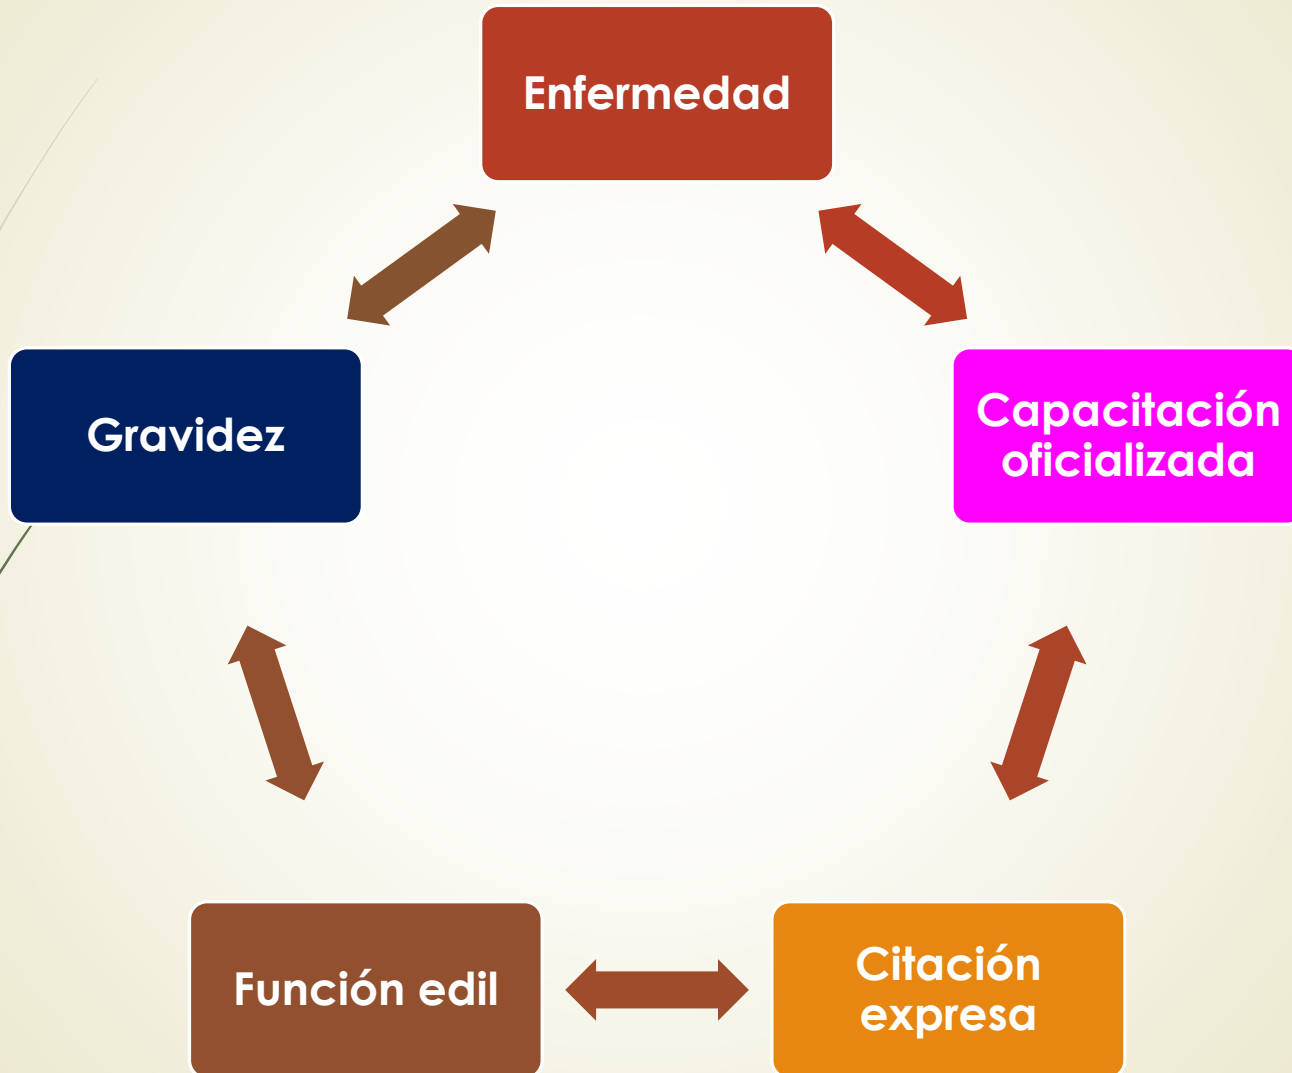 Enfermedad
Gravidez
Capacitación
oficializada
Función edil
Citación
expresa